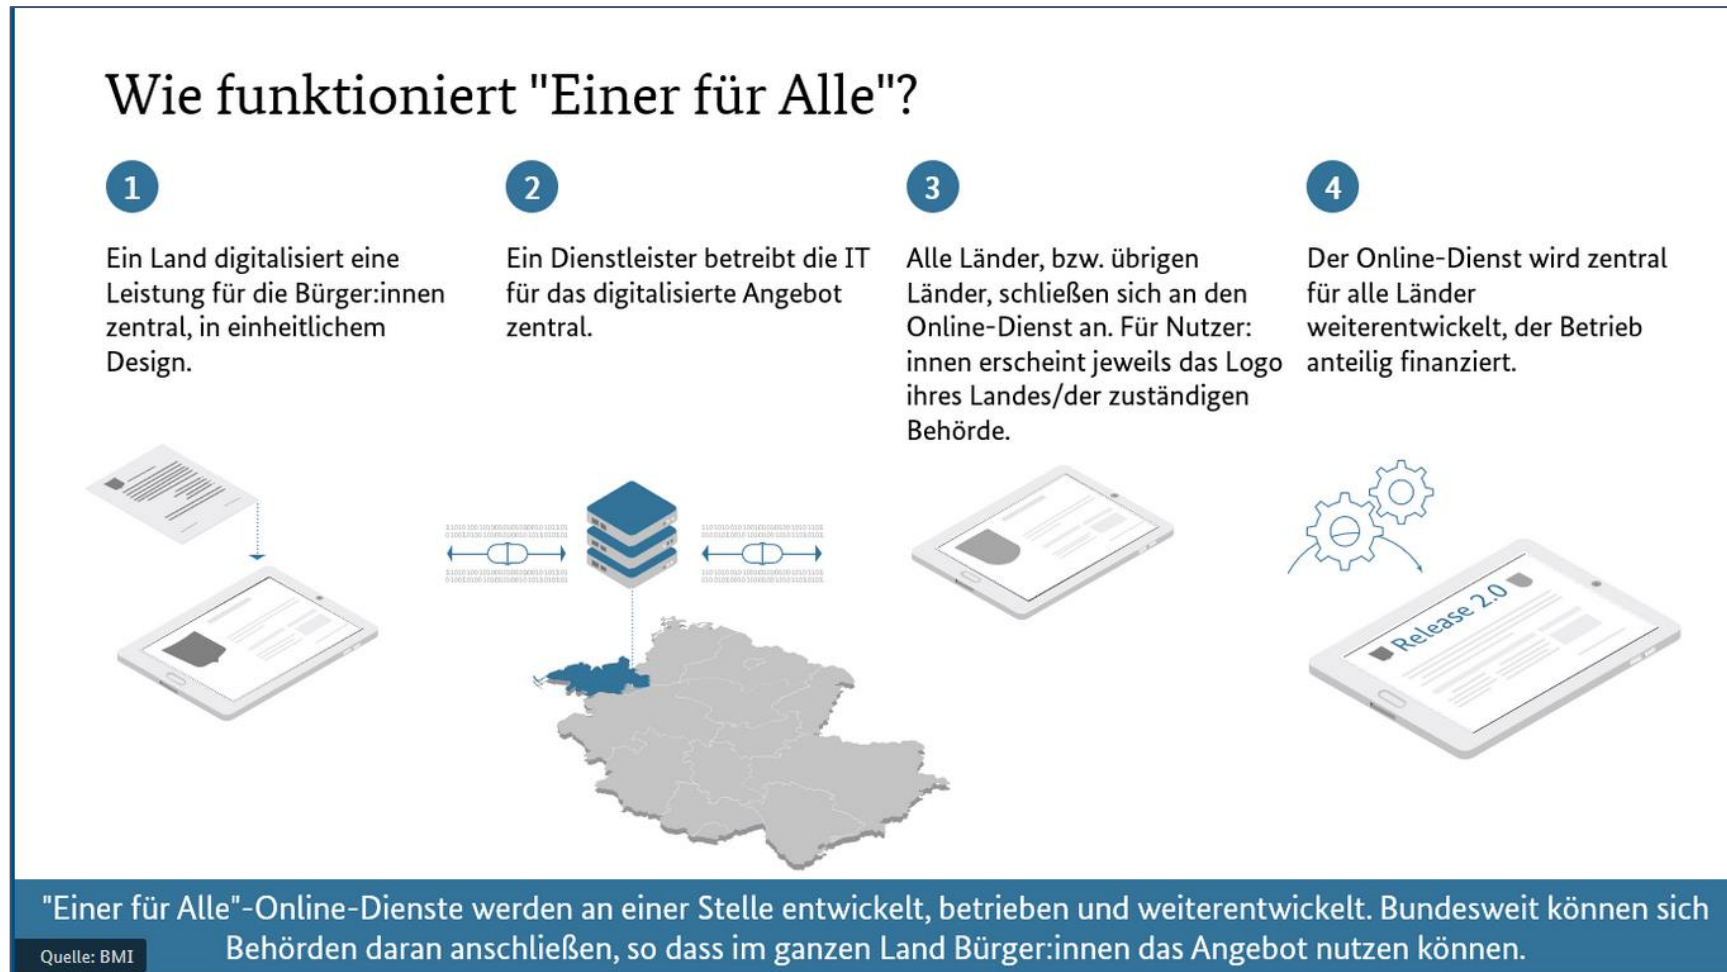 Wie funktioniert "Einer für Alle"?
1
Ein Land digitalisiert eine
Leistung für die Bürger:innen
zentral, in einheitlichem
Design.
2
Ein Dienstleister betreibt die IT
für das digitalisierte Angebot
zentral.
3
Alle Länder, bzw. übrigen
Länder, schließen sich an den
Online-Dienst an. Für Nutzer:
innen erscheint jeweils das Logo
ihres Landes/der zuständigen
Behörde.
4
Der Online-Dienst wird zentral
für alle Länder
weiterentwickelt, der Betrieb
anteilig finanziert.
Release 2.0
"Einer für Alle"-Online-Dienste werden an einer Stelle entwickelt, betrieben und weiterentwickelt. Bundesweit können sich
Behörden daran anschließen, so dass im ganzen Land Bürger:innen das Angebot nutzen können.
Quelle: BMI